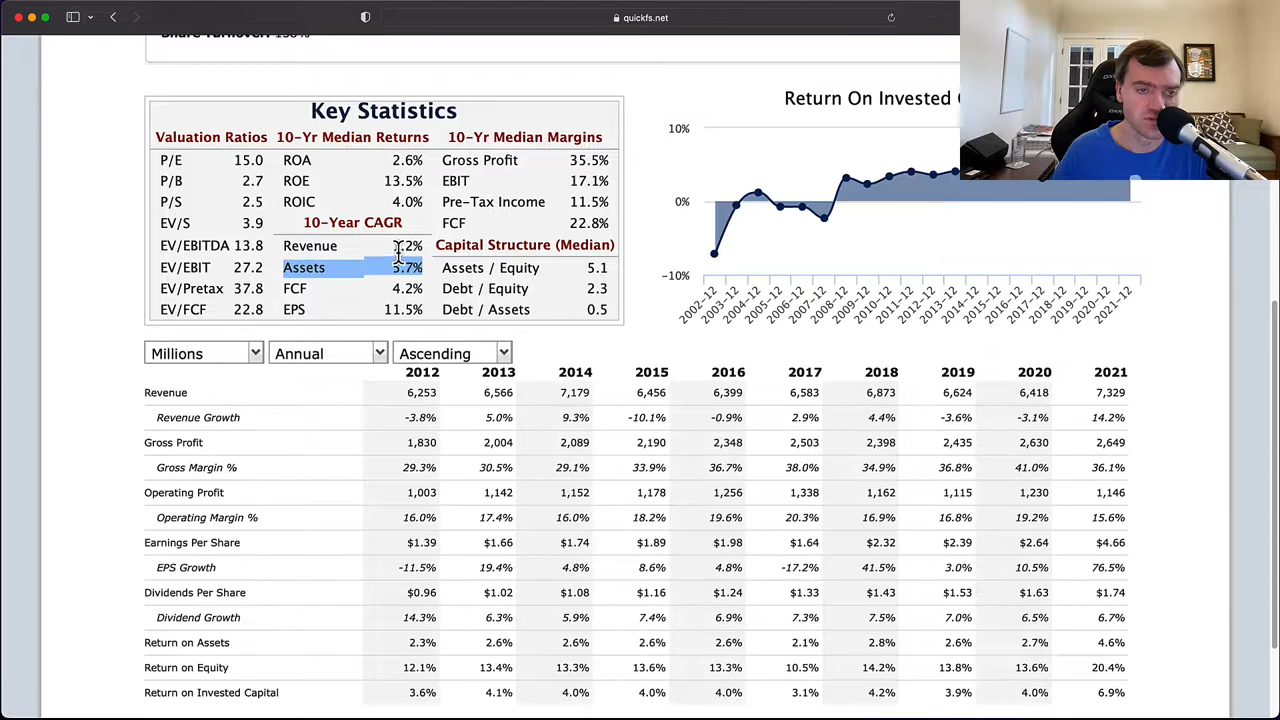 quickfs.net
Key Statistics
Valuation Ratios 10-Yr Median Returns 10-Yr Median Margins
P/E 15.0 ROA 2.6% Gross Profit 35.5%
P/B 2.7 ROE 13.5% EBIT 17.1%
P/S 2.5 ROIC 4.0% Pre-Tax Income 11.5%
EV/S 3.9 10-Year CAGR FCF 22.8%
EV/EBITDA 13.8 Revenue Capital Structure (Median)
EV/EBIT 27.2 Assets Assets / Equity 5.1
EV/Pretax 37.8 FCF 4.2% Debt / Equity 2.3
EV/FCF 22.8 EPS 11.5% Debt / Assets 0.5
Return On Invested
10%
0%
-10%
2002-12 2003-12 2004-12 2005-12 2006-12 2007-12 2008-12 2009-12 2010-12 2011-12 2012-12 2013-12 2014-12 2015-12 2016-12 2017-12 2018-12 2019-12 2020-12 2021-12
Millions Annual Ascending
2012 2013 2014 2015 2016 2017 2018 2019 2020 2021
Revenue 6,253 6,566 7,179 6,456 6,399 6,583 6,873 6,624 6,418 7,329
Revenue Growth -3.8% 5.0% 9.3% -10.1% -0.9% 2.9% 4.4% -3.6% -3.1% 14.2%
Gross Profit 1,830 2,004 2,089 2,190 2,348 2,503 2,398 2,435 2,630 2,649
Gross Margin % 29.3% 30.5% 29.1% 33.9% 36.7% 38.0% 34.9% 36.8% 41.0% 36.1%
Operating Profit 1,003 1,142 1,152 1,178 1,256 1,338 1,162 1,115 1,230 1,146
Operating Margin % 16.0% 17.4% 16.0% 18.2% 19.6% 20.3% 16.9% 16.8% 19.2% 15.6%
Earnings Per Share $1.39 $1.66 $1.74 $1.89 $1.98 $1.64 $2.32 $2.39 $2.64 $4.66
EPS Growth -11.5% 19.4% 4.8% 8.6% 4.8% -17.2% 41.5% 3.0% 10.5% 76.5%
Dividends Per Share $0.96 $1.02 $1.08 $1.16 $1.24 $1.33 $1.43 $1.53 $1.63 $1.74
Dividend Growth 14.3% 6.3% 5.9% 7.4% 6.9% 7.3% 7.5% 7.0% 6.5% 6.7%
Return on Assets 2.3% 2.6% 2.6% 2.6% 2.6% 2.1% 2.8% 2.6% 2.7% 4.6%
Return on Equity 12.1% 13.4% 13.3% 13.6% 13.3% 10.5% 14.2% 13.8% 13.6% 20.4%
Return on Invested Capital 3.6% 4.1% 4.0% 4.0% 4.0% 3.1% 4.2% 3.9% 4.0% 6.9%